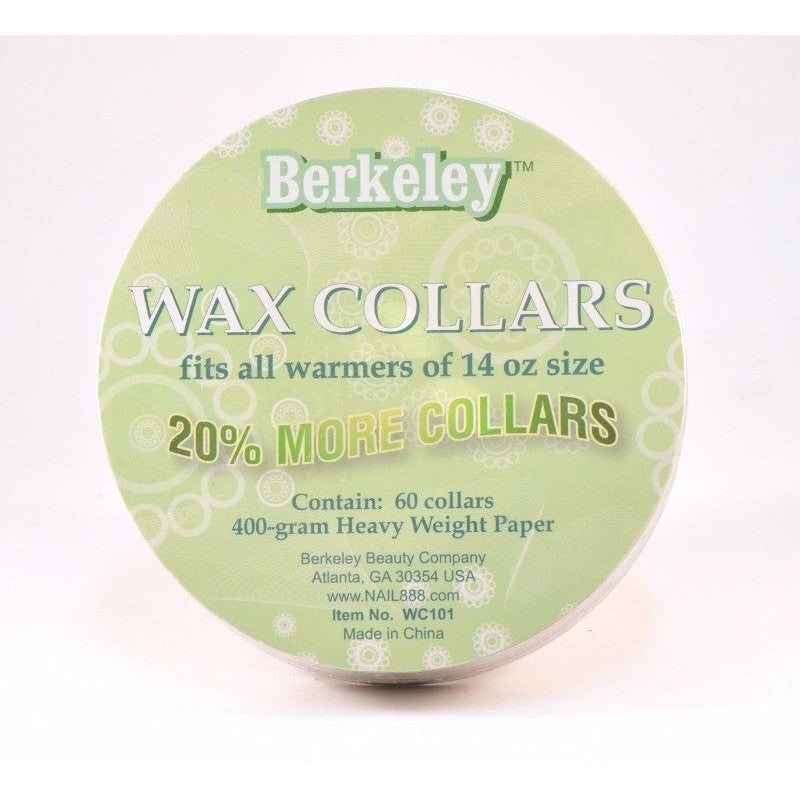 Berkeley™
WAX COLLARS
fits all warmers of 14 oz size
20% MORE COLLARS
Contain: 60 collars
400-gram Heavy Weight Paper
Berkeley Beauty Company
Atlanta, GA 30354 USA
www.NAIL888.com
Item No. WC101
Made in China